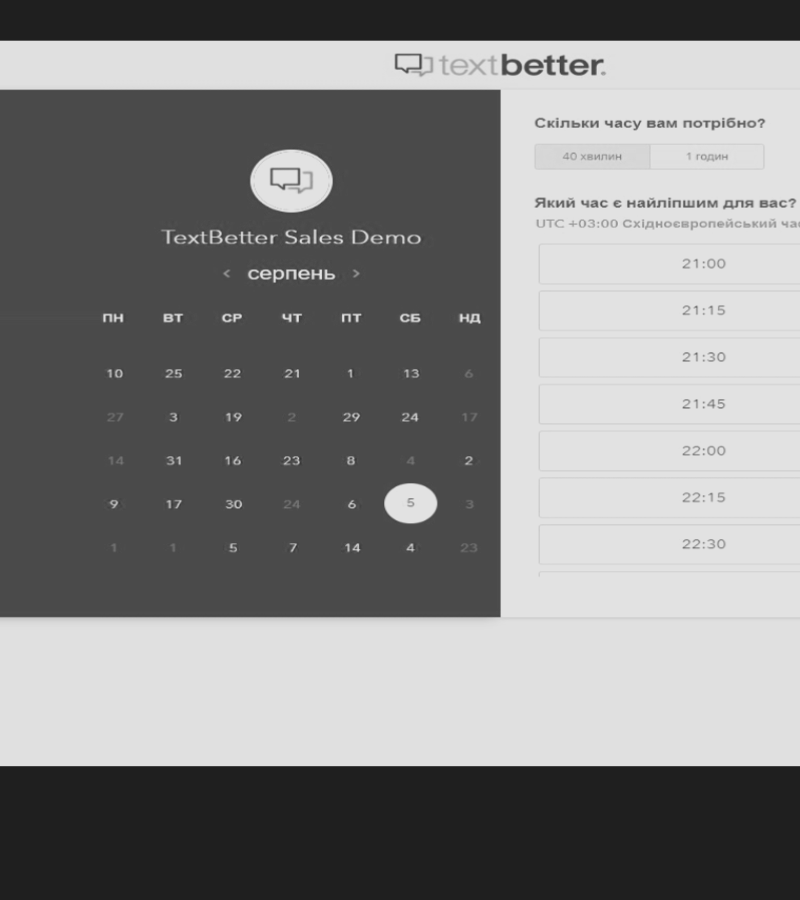 textbetter.
TextBetter Sales Demo
< серпень >
ПН ВТ СР ЧТ ПТ СБ НД
10 25 22 21 1 13 6
27 3 19 2 29 24 17
14 31 16 23 8 4 2
9 17 30 24 6 5 3
1 1 5 7 14 4 23
Скільки часу вам потрібно?
40 хвилин 1 годин
Який час є найліпшим для вас?
UTC +03:00 Східноєвропейський
21:00
21:15
21:30
21:45
22:00
22:15
22:30